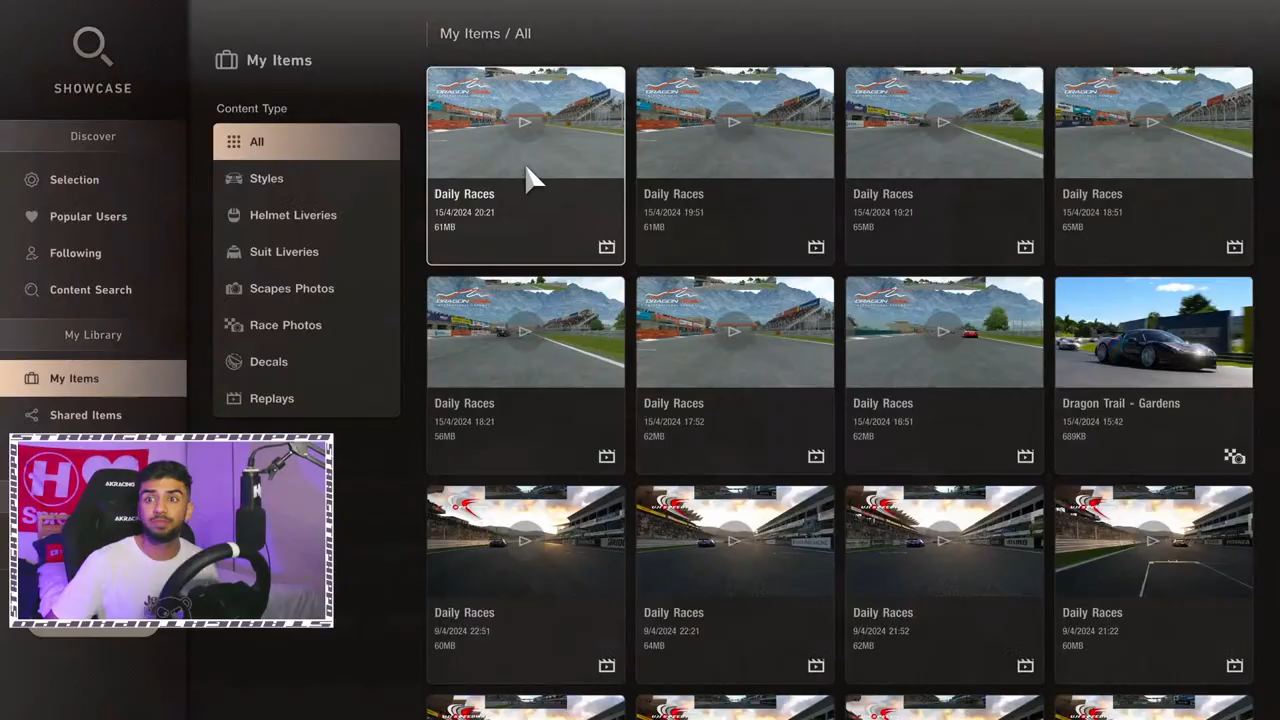 SHOWCASE
Discover
Selection
Popular Users
Following
Content Search
My Library
My Items
Shared Items
My Items
Content Type
All
Styles
Helmet Liveries
Suit Liveries
Scapes Photos
Race Photos
Decals
Replays
My Items / All
Daily Races
15/4/2024 20:21
61MB
Daily Races
15/4/2024 19:51
61MB
Daily Races
15/4/2024 19:21
65MB
Daily Races
15/4/2024 18:51
65MB
Daily Races
15/4/2024 18:21
56MB
Daily Races
15/4/2024 17:52
62MB
Daily Races
15/4/2024 16:51
62MB
Dragon Trail - Gardens
15/4/2024 15:42
689KB
Daily Races
9/4/2024 22:51
60MB
Daily Races
9/4/2024 22:21
64MB
Daily Races
9/4/2024 21:52
62MB
Daily Races
9/4/2024 21:22
60MB
STRAIGHTUPHIPPO
AKRACING
STRAIGHTUPHIPPO